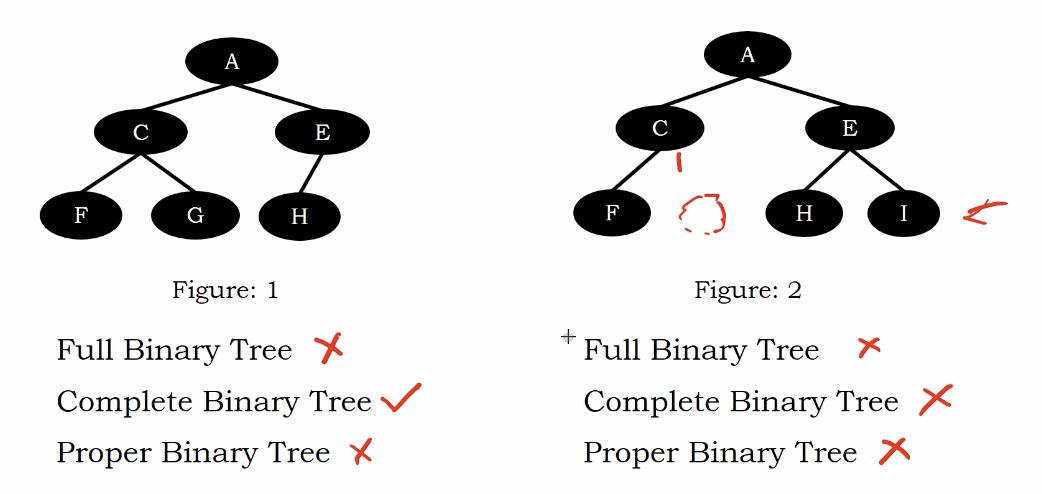 A
C
E
F
G
H
Figure: 1
Full Binary Tree
Complete Binary Tree
Proper Binary Tree
A
C
E
F
H
I
Figure: 2
Full Binary Tree
Complete Binary Tree
Proper Binary Tree